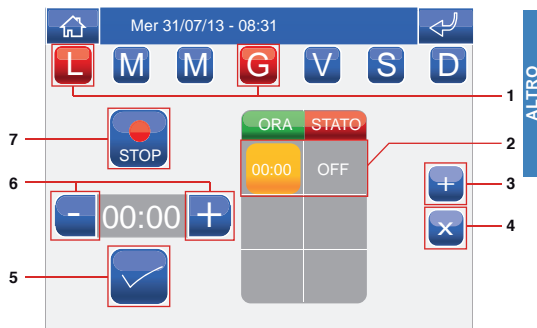 Mer 31/07/13 - 08:31
L M M G V S D
ALTRO
1
7
STOP
ORA STATO
2
00:00 OFF
6
- 00:00 +
+
3
x
4
5